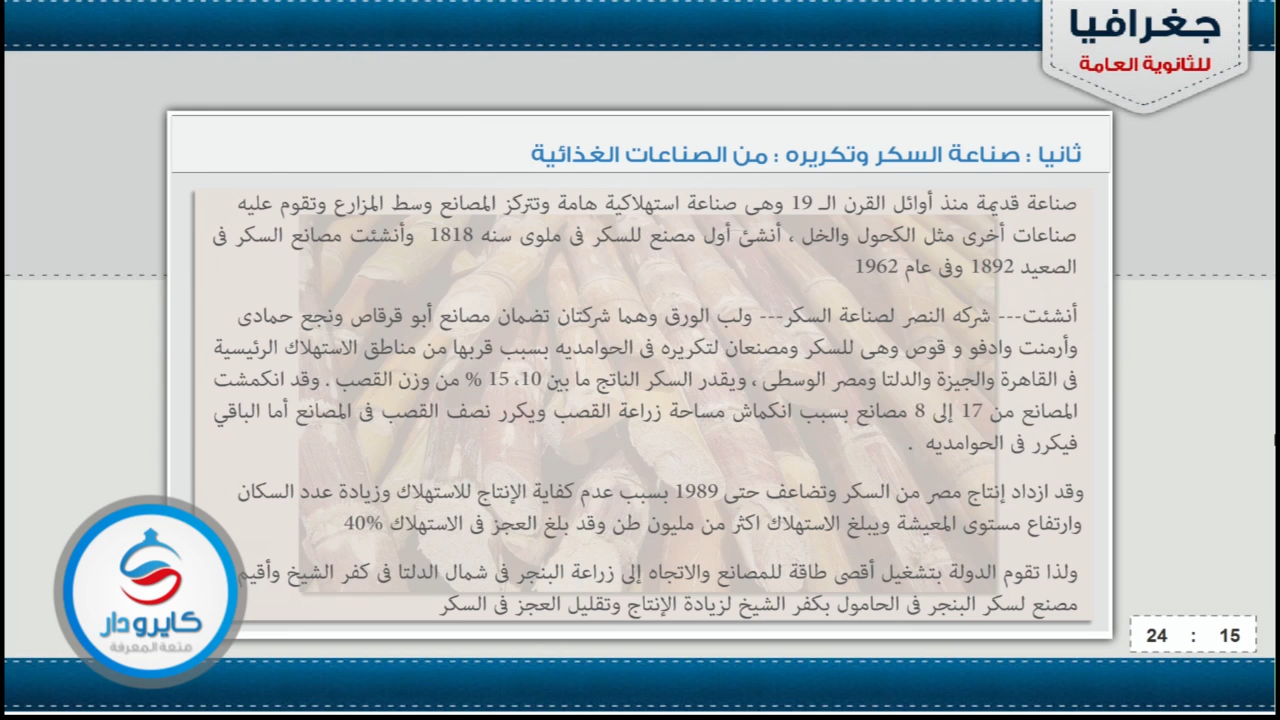 جغرافيا
للثانوية العامة
ثانيا : صناعة السكر وتكريره : من الصناعات الغذائية
صناعة قديمة منذ أوائل القرن الـ 19 وهى صناعة استهلاكية هامة وتتركز المصانع وسط المزارع وتقوم عليه
صناعات أخرى مثل الكحول والخل ، أنشئ أول مصنع للسكر فى ملوى سنه 1818 وأنشئت مصانع السكر فى
الصعيد 1892 وفى عام 1962
أنشئت--- شركه النصر لصناعة السكر--- ولب الورق وهما شركتان تضمان مصانع أبو قرقاص ونجع حمادى
وأرمنت وادفو و قوص وهى للسكر ومصنعان لتكريره فى الحوامديه بسبب قربها من مناطق الاستهلاك الرئيسية
فى القاهرة والجيزة والدلتا ومصر الوسطى ، ويقدر السكر الناتج ما بين 10، 15 % من وزن القصب . وقد انكمشت
المصانع من 17 إلى 8 مصانع بسبب انكماش مساحة زراعة القصب ويكرر نصف القصب فى المصانع أما الباقي
فيكرر فى الحوامديه .
وقد ازداد إنتاج مصر من السكر وتضاعف حتى 1989 بسبب عدم كفاية الإنتاج للاستهلاك وزيادة عدد السكان
وارتفاع مستوى المعيشة ويبلغ الاستهلاك اكثر من مليون طن وقد بلغ العجز فى الاستهلاك 40%
ولذا تقوم الدولة بتشغيل أقصى طاقة للمصانع والاتجاه إلى زراعة البنجر فى شمال الدلتا فى كفر الشيخ وأقيم
مصنع لسكر البنجر فى الحامول بكفر الشيخ لزيادة الإنتاج وتقليل العجز فى السكر
كايرودار
متعة المعرفة
24 : 15